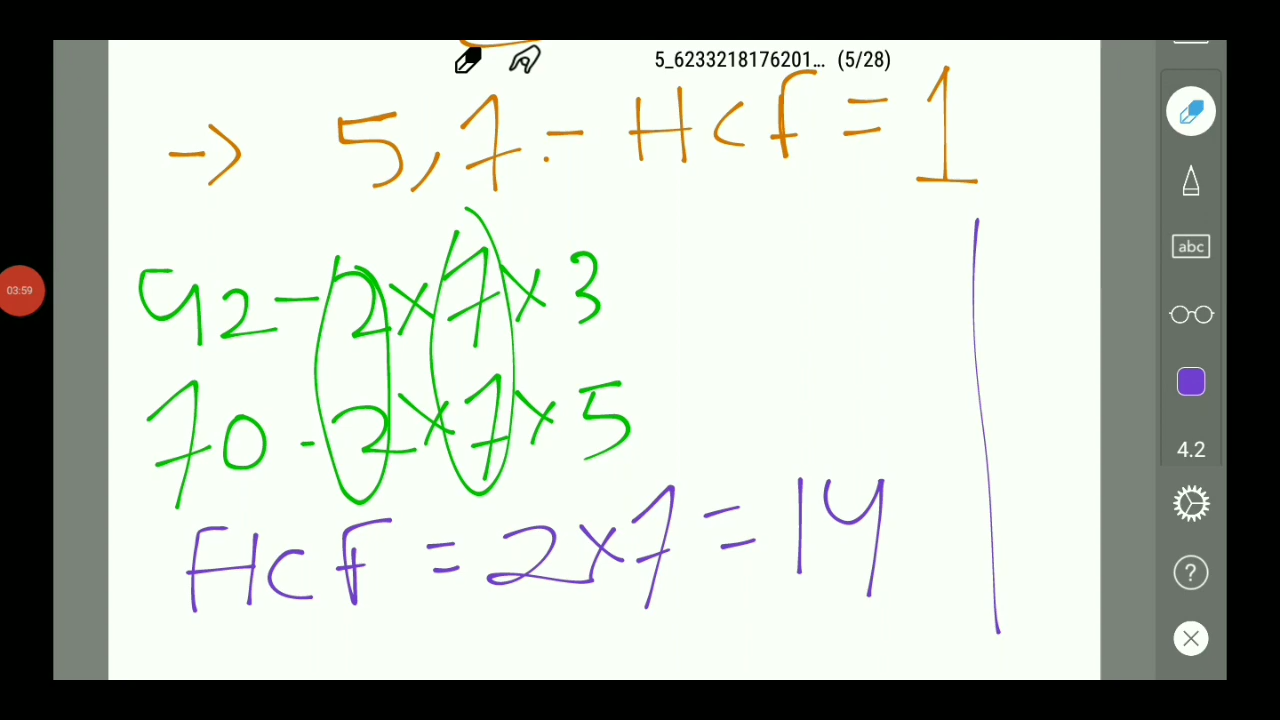 5_6233218176201... (5/28)
→ 5, 7 - HCF = 1
03:59
abc
42 - 2 × 7 × 3
70 - 2 × 7 × 5
4.2
HCF = 2 × 7 = 14
?